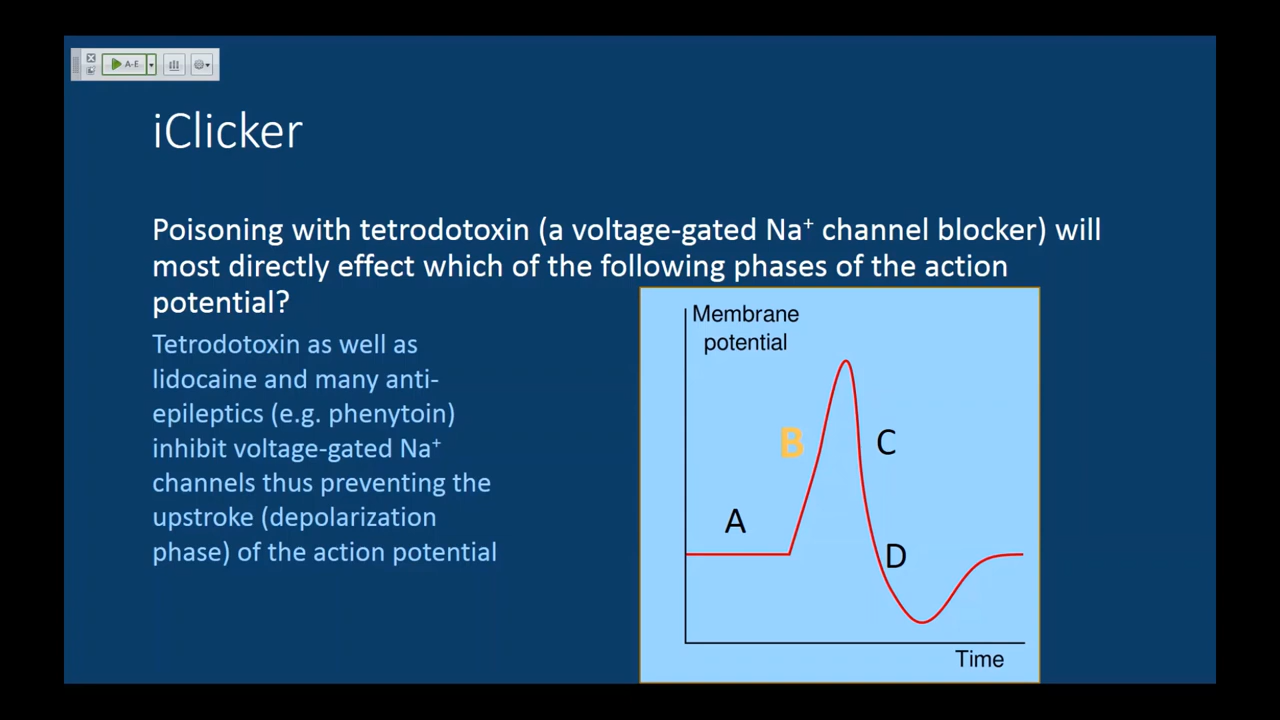 A-E
iClicker
Poisoning with tetrodotoxin (a voltage-gated Na⁺ channel blocker) will
most directly effect which of the following phases of the action
potential?
Tetrodotoxin as well as
lidocaine and many anti-
epileptics (e.g. phenytoin)
inhibit voltage-gated Na⁺
channels thus preventing the
upstroke (depolarization
phase) of the action potential
Membrane
potential
B
C
A
D
Time